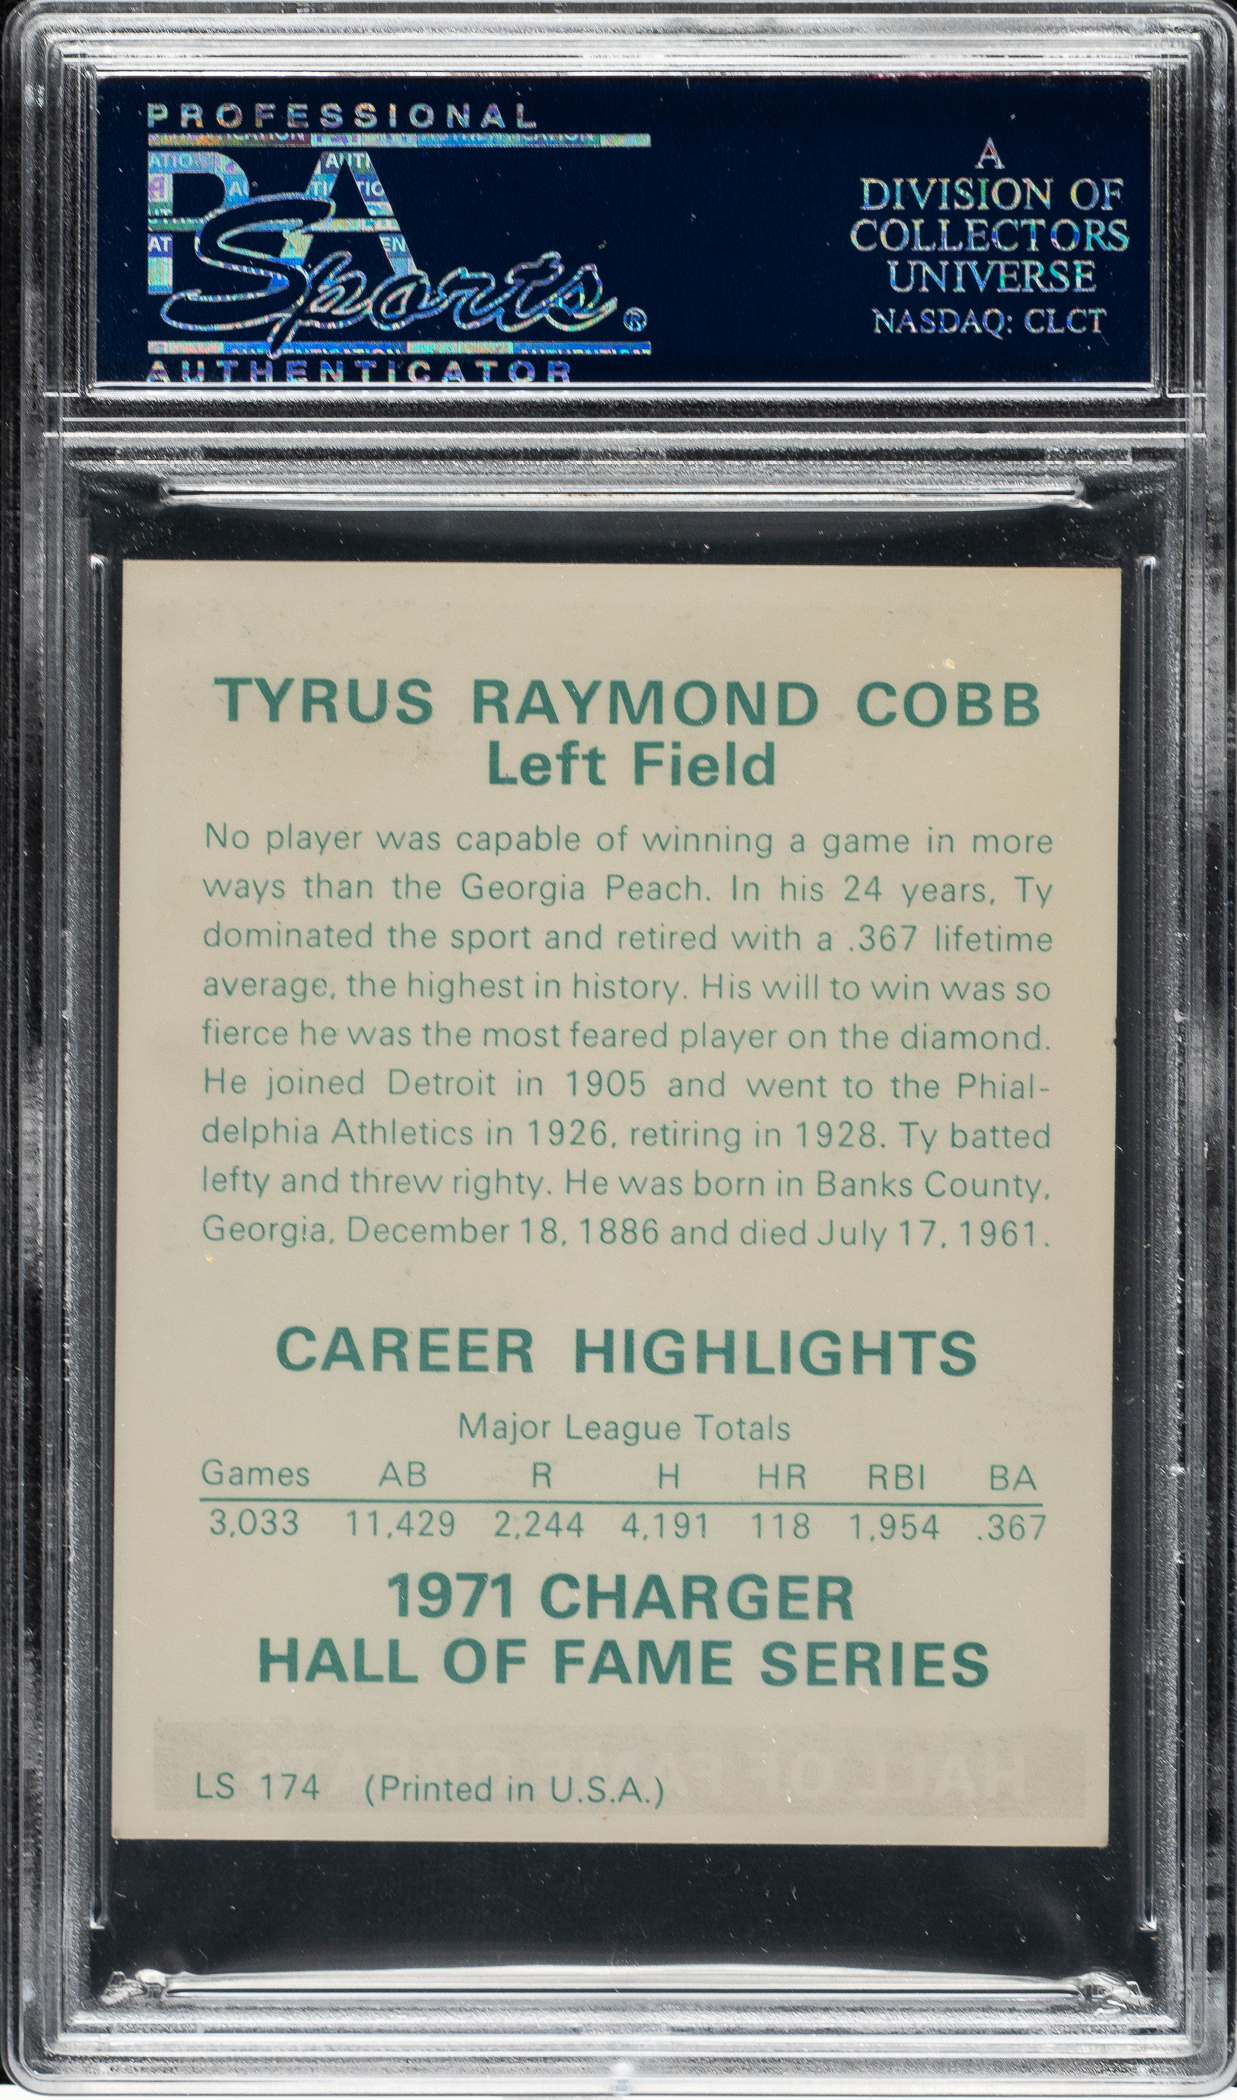 PROFESSIONAL
PSA
Sports®
AUTHENTICATOR
A
DIVISION OF
COLLECTORS
UNIVERSE
NASDAQ: CLCT
TYRUS RAYMOND COBB
Left Field
No player was capable of winning a game in more
ways than the Georgia Peach. In his 24 years, Ty
dominated the sport and retired with a .367 lifetime
average, the highest in history. His will to win was so
fierce he was the most feared player on the diamond.
He joined Detroit in 1905 and went to the Phial-
delphia Athletics in 1926, retiring in 1928. Ty batted
lefty and threw righty. He was born in Banks County,
Georgia, December 18, 1886 and died July 17, 1961.
CAREER HIGHLIGHTS
Major League Totals
Games AB R H HR RBI BA
3,033 11,429 2,244 4,191 118 1,954 .367
1971 CHARGER
HALL OF FAME SERIES
LS 174 (Printed in U.S.A.)